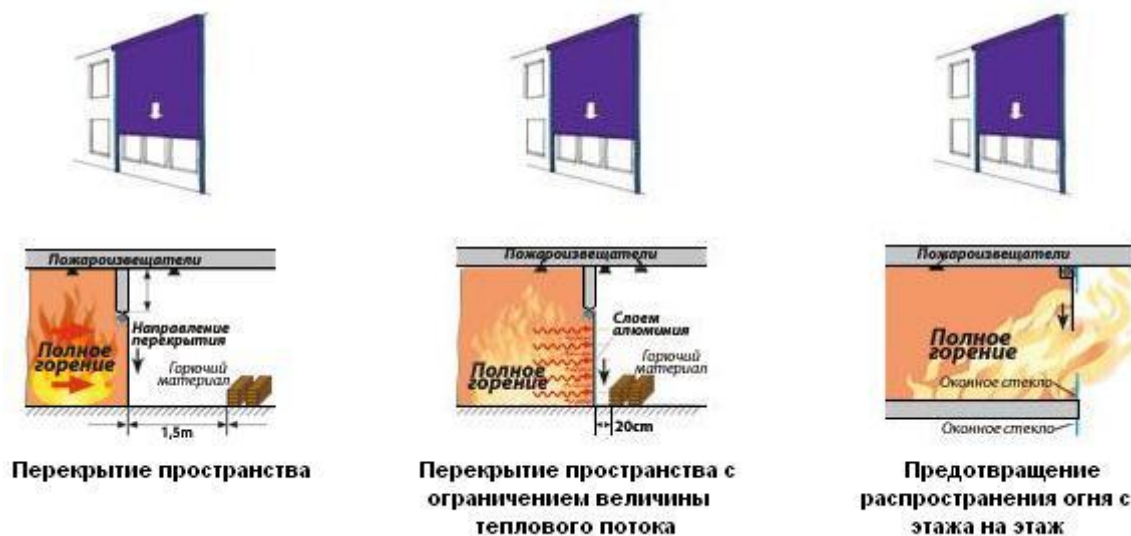 Пожароизвещатели
Направление
перекрытия
Полное
горение
Горючий
материал
1,5m
Перекрытие пространства
Пожароизвещатели
Слоем
алюминия
Полное
горение
Горючий
материал
20cm
Перекрытие пространства с
ограничением величины
теплового потока
Пожароизвещатели
Полное
горение
Оконное стекло
Оконное стекло
Предотвращение
распространения огня с
этажа на этаж